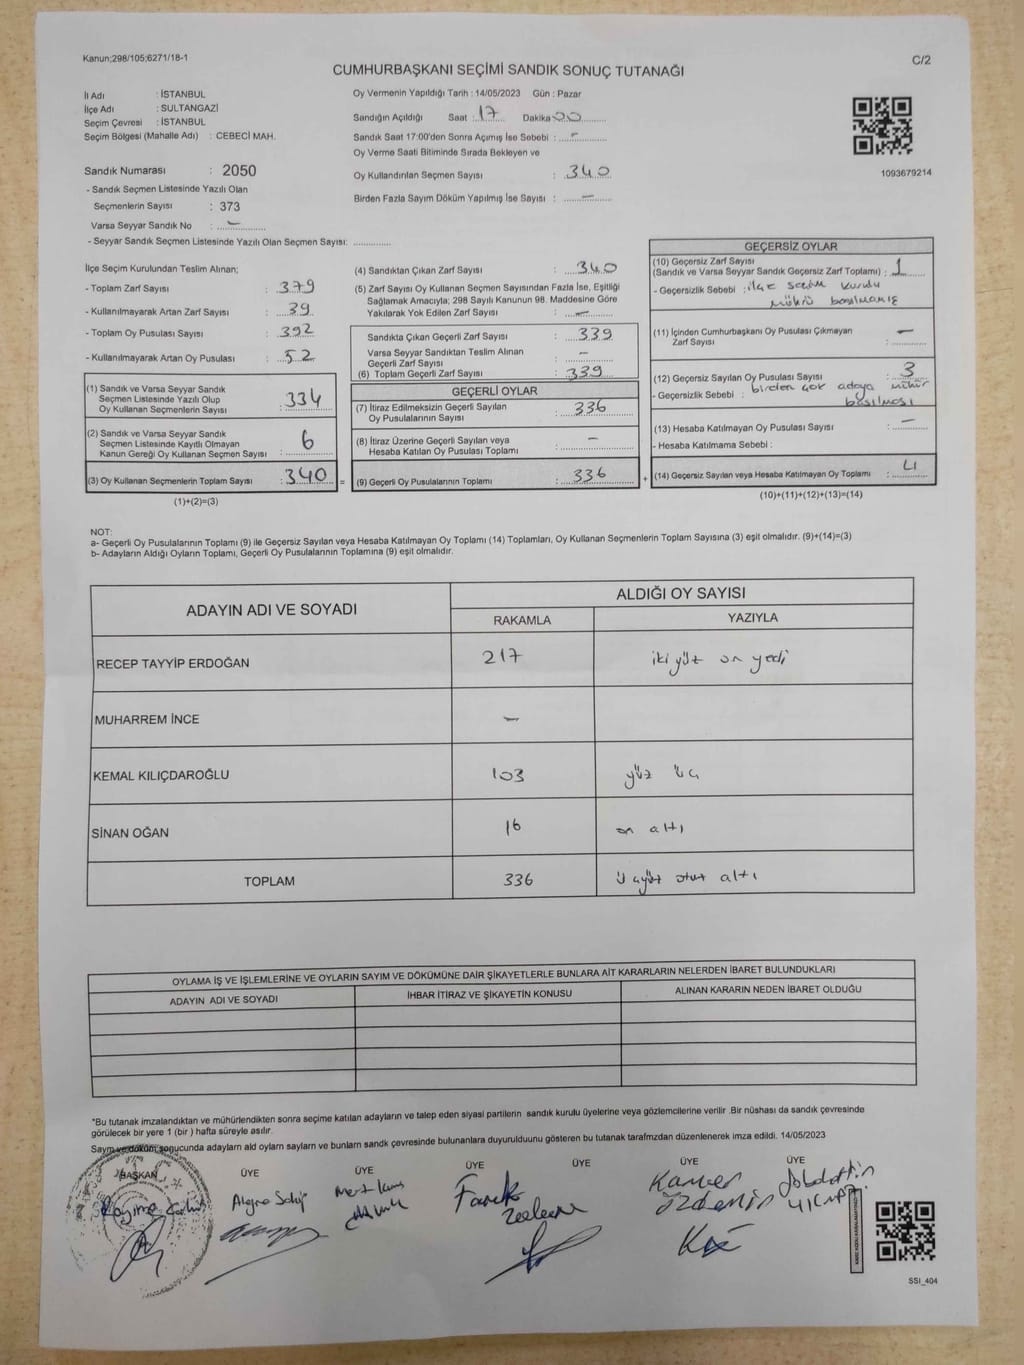 Kanun;298/105;6271/18-1
C/2
CUMHURBAŞKANI SEÇİMİ SANDIK SONUÇ TUTANAĞI
İl Adı : İSTANBUL
İlçe Adı : SULTANGAZİ
Seçim Çevresi : İSTANBUL
Seçim Bölgesi (Mahalle Adı) : CEBECİ MAH.
Oy Vermenin Yapıldığı Tarih : 14/05/2023 Gün : Pazar
Sandığın Açıldığı Saat : 17 Dakika 00
Sandık Saat 17:00'den Sonra Açımış İse Sebebi : -
Oy Verme Saati Bitiminde Sırada Bekleyen ve
Oy Kullandırılan Seçmen Sayısı : 340
Birden Fazla Sayım Döküm Yapılmış İse Sayısı : -
1093679214
Sandık Numarası : 2050
- Sandık Seçmen Listesinde Yazılı Olan
Seçmenlerin Sayısı : 373
Varsa Seyyar Sandık No : -
- Seyyar Sandık Seçmen Listesinde Yazılı Olan Seçmen Sayısı:
İlçe Seçim Kurulundan Teslim Alınan;
- Toplam Zarf Sayısı : 379
- Kullanılmayarak Artan Zarf Sayısı : 39
- Toplam Oy Pusulası Sayısı : 392
- Kullanılmayarak Artan Oy Pusulası : 52
(1) Sandık ve Varsa Seyyar Sandık
Seçmen Listesinde Yazılı Olup
Oy Kullanan Seçmenlerin Sayısı : 334
(2) Sandık ve Varsa Seyyar Sandık
Seçmen Listesinde Kayıtlı Olmayan
Kanun Gereği Oy Kullanan Seçmen Sayısı : 6
(3) Oy Kullanan Seçmenlerin Toplam Sayısı : 340 =
(1)+(2)=(3)
(4) Sandıktan Çıkan Zarf Sayısı : 340
(5) Zarf Sayısı Oy Kullanan Seçmen Sayısından Fazla İse, Eşitliği
Sağlamak Amacıyla; 298 Sayılı Kanunun 98. Maddesine Göre
Yakılarak Yok Edilen Zarf Sayısı : -
Sandıkta Çıkan Geçerli Zarf Sayısı : 339
Varsa Seyyar Sandıktan Teslim Alınan
Geçerli Zarf Sayısı : -
(6) Toplam Geçerli Zarf Sayısı : 339
GEÇERLİ OYLAR
(7) İtiraz Edilmeksizin Geçerli Sayılan
Oy Pusulalarının Sayısı : 336
(8) İtiraz Üzerine Geçerli Sayılan veya
Hesaba Katılan Oy Pusulası Toplamı : -
(9) Geçerli Oy Pusulalarının Toplamı : 336 +
GEÇERSİZ OYLAR
(10) Geçersiz Zarf Sayısı
(Sandık ve Varsa Seyyar Sandık Geçersiz Zarf Toplamı) : 1
- Geçersizlik Sebebi : ilçe seçim kurulu
mührü basılmamış
(11) İçinden Cumhurbaşkanı Oy Pusulası Çıkmayan
Zarf Sayısı : -
(12) Geçersiz Sayılan Oy Pusulası Sayısı : 3
- Geçersizlik Sebebi : birden çok adaya mühür
basılması
(13) Hesaba Katılmayan Oy Pusulası Sayısı : -
- Hesaba Katılmama Sebebi :
(14) Geçersiz Sayılan veya Hesaba Katılmayan Oy Toplamı : 4
(10)+(11)+(12)+(13)=(14)
NOT:
a- Geçerli Oy Pusulalarının Toplamı (9) ile Geçersiz Sayılan veya Hesaba Katılmayan Oy Toplamı (14) Toplamları, Oy Kullanan Seçmenlerin Toplam Sayısına (3) eşit olmalıdır. (9)+(14)=(3)
b- Adayların Aldığı Oyların Toplamı, Geçerli Oy Pusulalarının Toplamına (9) eşit olmalıdır.
ADAYIN ADI VE SOYADI ALDIĞI OY SAYISI
RAKAMLA YAZIYLA
RECEP TAYYİP ERDOĞAN 217 iki yüz on yedi
MUHARREM İNCE -
KEMAL KILIÇDAROĞLU 103 yüz üç
SİNAN OĞAN 16 on altı
TOPLAM 336 üçyüz otuz altı
OYLAMA İŞ VE İŞLEMLERİNE VE OYLARIN SAYIM VE DÖKÜMÜNE DAİR ŞİKAYETLERLE BUNLARA AİT KARARLARIN NELERDEN İBARET BULUNDUKLARI
ADAYIN ADI VE SOYADI İHBAR İTİRAZ VE ŞİKAYETİN KONUSU ALINAN KARARIN NEDEN İBARET OLDUĞU
*Bu tutanak imzalandıktan ve mühürlendikten sonra seçime katılan adayların ve talep eden siyasi partilerin sandık kurulu üyelerine veya gözlemcilerine verilir .Bir nüshası da sandık çevresinde
görülecek bir yere 1 (bir ) hafta süreyle asılır.
Sayım ve döküm sonucunda adayların ald oyların sayların ve bunların sandk çevresinde bulunanlara duyurulduunu gösteren bu tutanak tarafmzdan düzenlenerek imza edildi. 14/05/2023
BAŞKAN ÜYE ÜYE ÜYE ÜYE ÜYE ÜYE
SSI_404